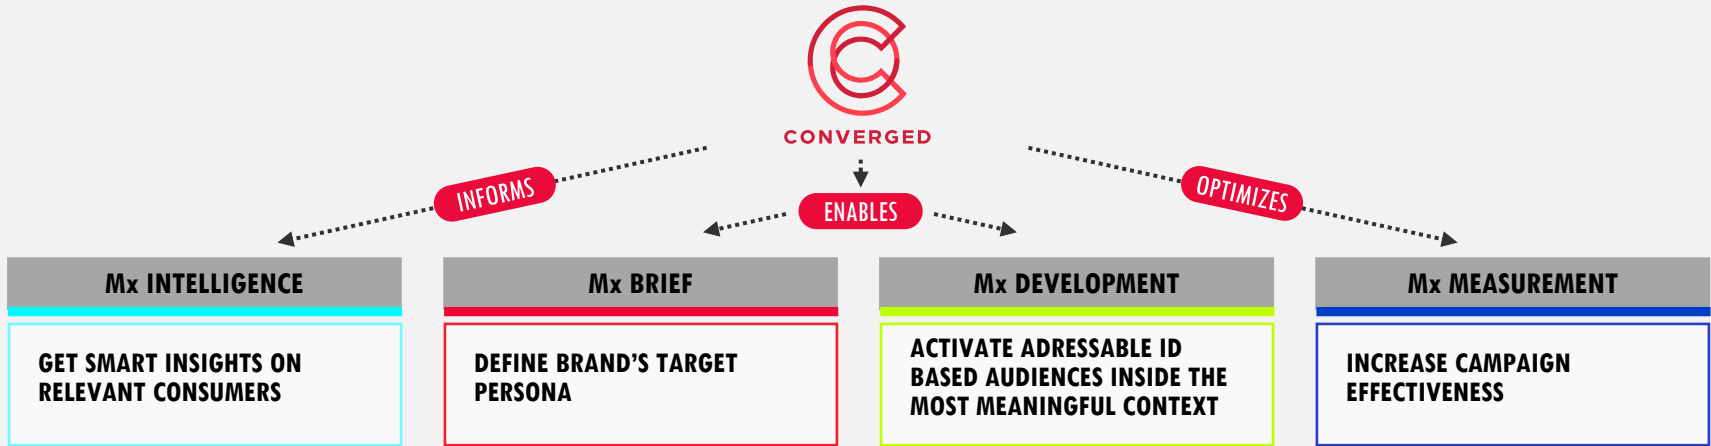 CONVERGED
INFORMS
ENABLES
OPTIMIZES
Mx INTELLIGENCE
GET SMART INSIGHTS ON
RELEVANT CONSUMERS
Mx BRIEF
DEFINE BRAND’S TARGET
PERSONA
Mx DEVELOPMENT
ACTIVATE ADRESSABLE ID
BASED AUDIENCES INSIDE THE
MOST MEANINGFUL CONTEXT
Mx MEASUREMENT
INCREASE CAMPAIGN
EFFECTIVENESS